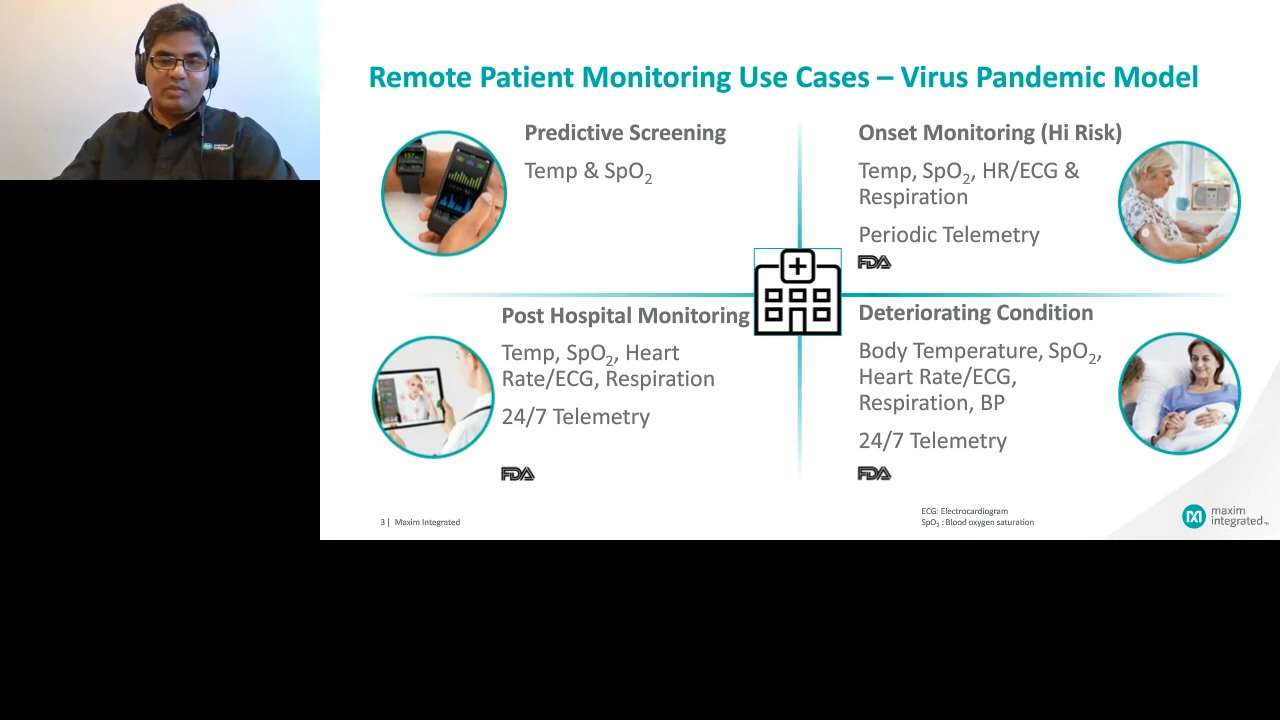 Remote Patient Monitoring Use Cases – Virus Pandemic Model
Predictive Screening
Temp & SpO₂
Onset Monitoring (Hi Risk)
Temp, SpO₂, HR/ECG &
Respiration
Periodic Telemetry
FDA
Post Hospital Monitoring
Temp, SpO₂, Heart
Rate/ECG, Respiration
24/7 Telemetry
FDA
Deteriorating Condition
Body Temperature, SpO₂,
Heart Rate/ECG,
Respiration, BP
24/7 Telemetry
FDA
3 | Maxim Integrated
ECG: Electrocardiogram
SpO₂ : Blood oxygen saturation
maxim
integrated™